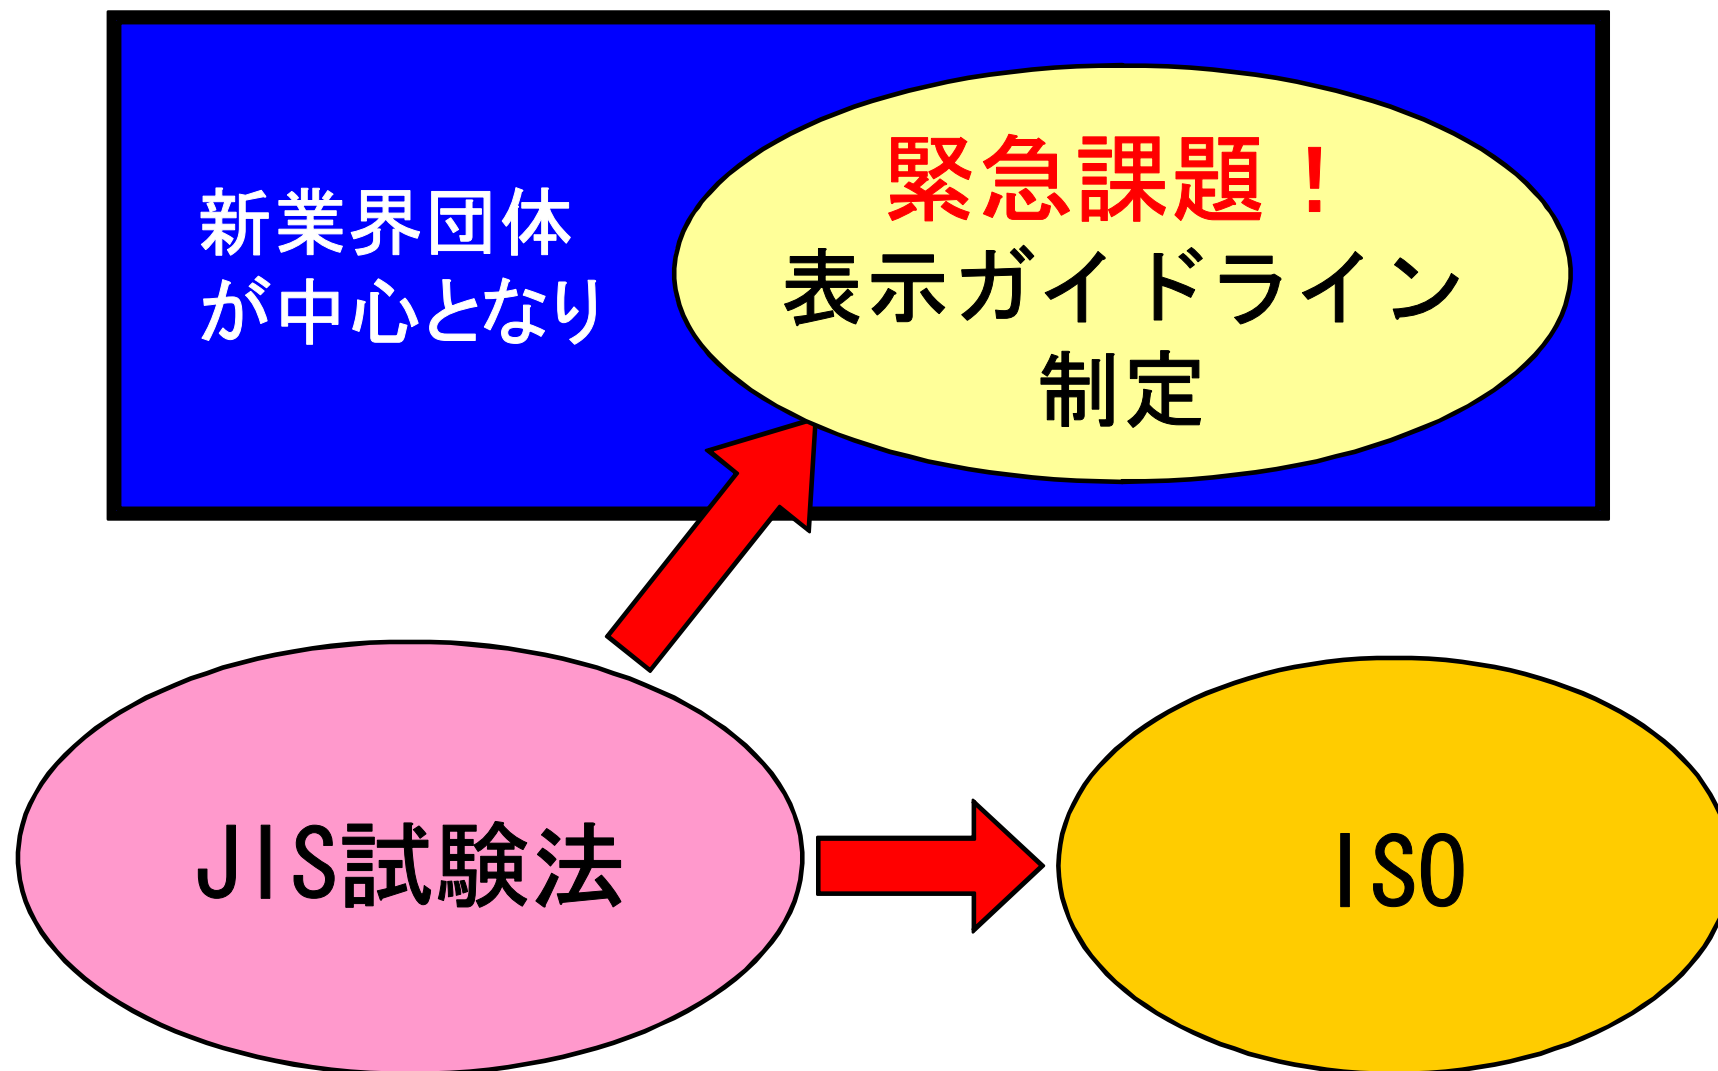 新業界団体
が中心となり
緊急課題！
表示ガイドライン
制定
JIS試験法
ISO